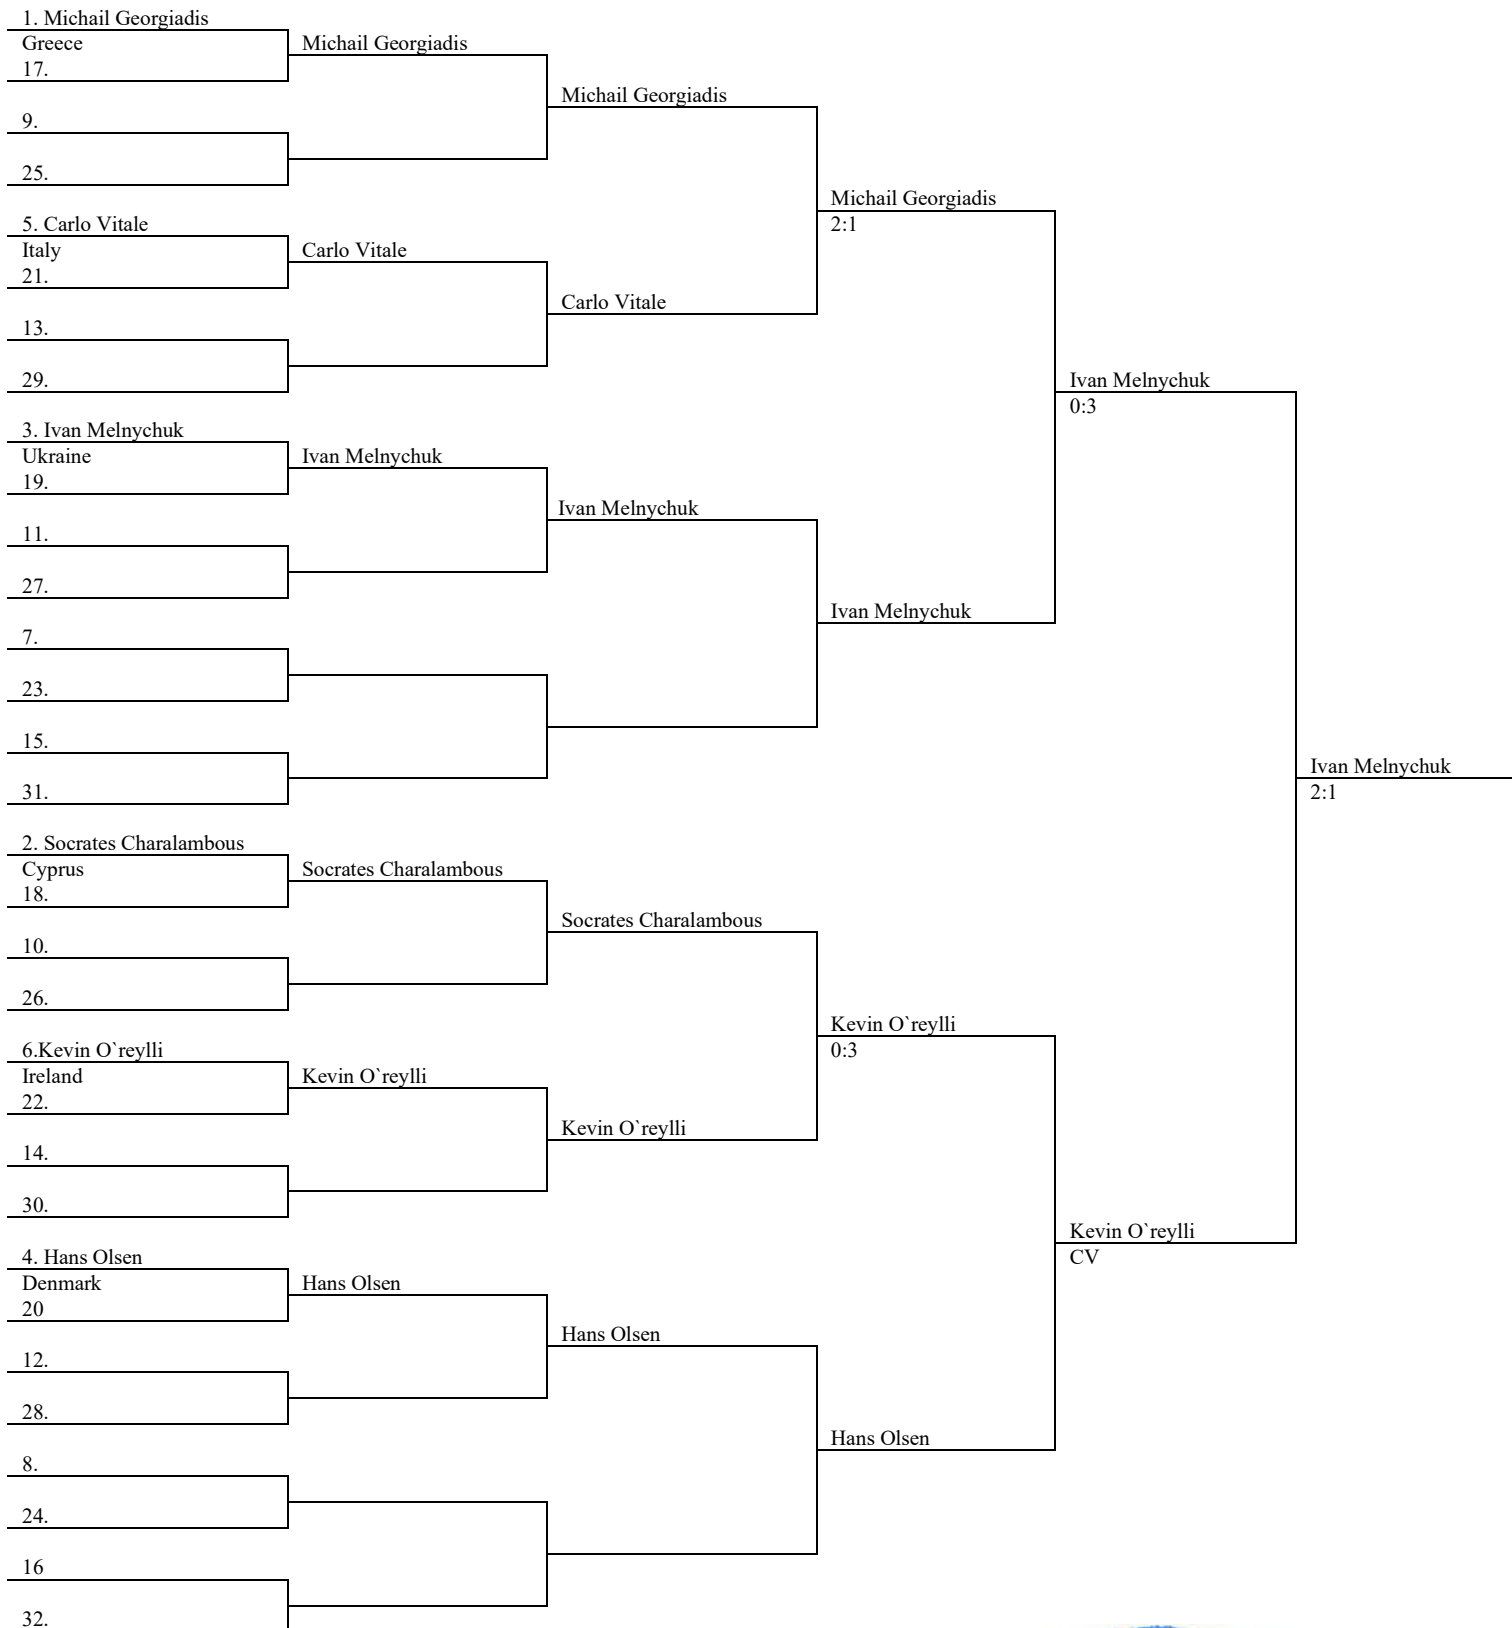 1. Michail Georgiadis
Greece
Michail Georgiadis
17.
Michail Georgiadis
9.
25.
Michail Georgiadis
2:1
5. Carlo Vitale
Italy
Carlo Vitale
21.
Carlo Vitale
13.
29.
Ivan Melnychuk
0:3
3. Ivan Melnychuk
Ukraine
Ivan Melnychuk
19.
Ivan Melnychuk
11.
27.
Ivan Melnychuk
7.
23.
15.
Ivan Melnychuk
2:1
31.
2. Socrates Charalambous
Cyprus
Socrates Charalambous
18.
Socrates Charalambous
10.
26.
Kevin O`reylli
0:3
6.Kevin O`reylli
Ireland
Kevin O`reylli
22.
Kevin O`reylli
14.
30.
Kevin O`reylli
CV
4. Hans Olsen
Denmark
Hans Olsen
20
Hans Olsen
12.
28.
Hans Olsen
8.
24.
16
32.